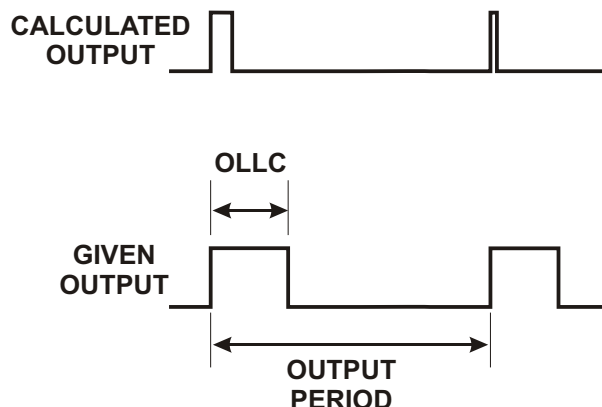 CALCULATED
OUTPUT
OLLC
GIVEN
OUTPUT
OUTPUT
PERIOD